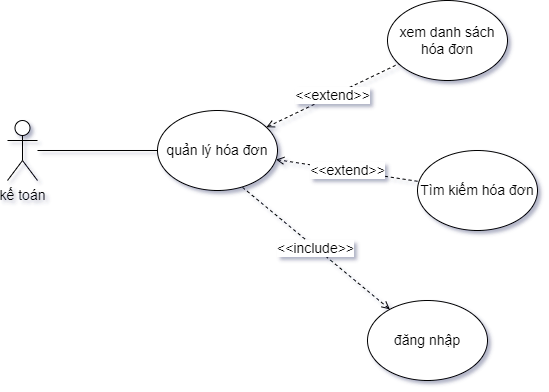 xem danh sách
hóa đơn
<<extend>>
quản lý hóa đơn
<<extend>>
Tìm kiếm hóa đơn
kế toán
<<include>>
đăng nhập